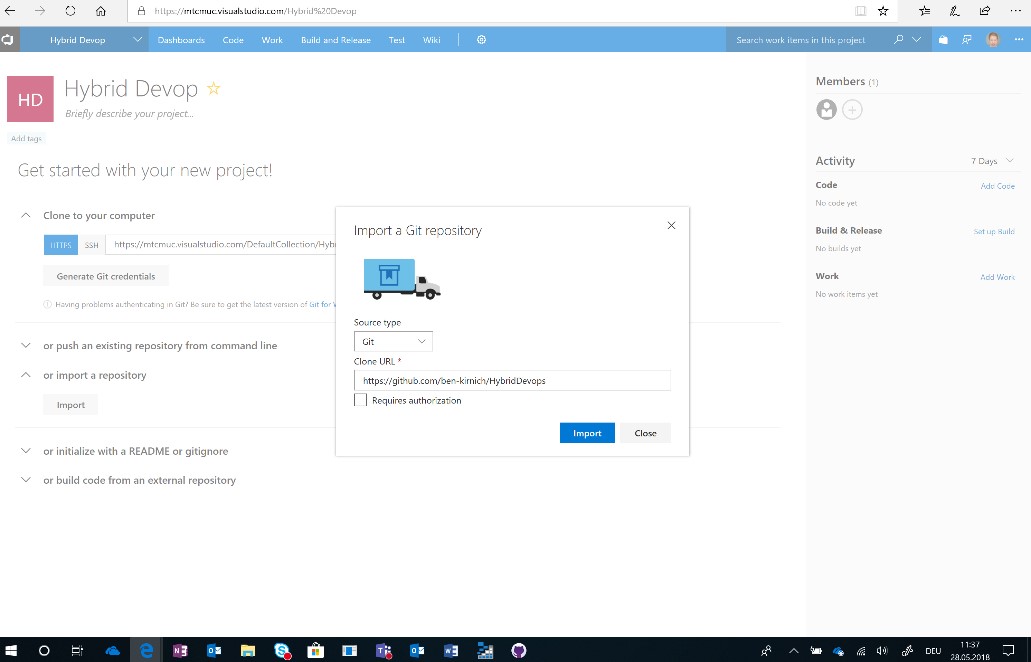 https://mtcmuc.visualstudio.com/Hybrid%20Devop
Hybrid Devop Dashboards Code Work Build and Release Test Wiki Search work items in this project
HD
Hybrid Devop
Briefly describe your project...
Add tags
Get started with your new project!
Clone to your computer
HTTPS SSH https://mtcmuc.visualstudio.com/DefaultCollection/Hyb
Generate Git credentials
Having problems authenticating in Git? Be sure to get the latest version of Git for W
or push an existing repository from command line
or import a repository
Import
or initialize with a README or gitignore
or build code from an external repository
Import a Git repository
Source type
Git
Clone URL *
https://github.com/ben-kirnich/HybridDevops
Requires authorization
Import Close
Members (1)
Activity 7 Days
Code Add Code
No code yet
Build & Release Set up Build
No builds yet
Work Add Work
No work items yet
DEU
11:37
28.05.2018